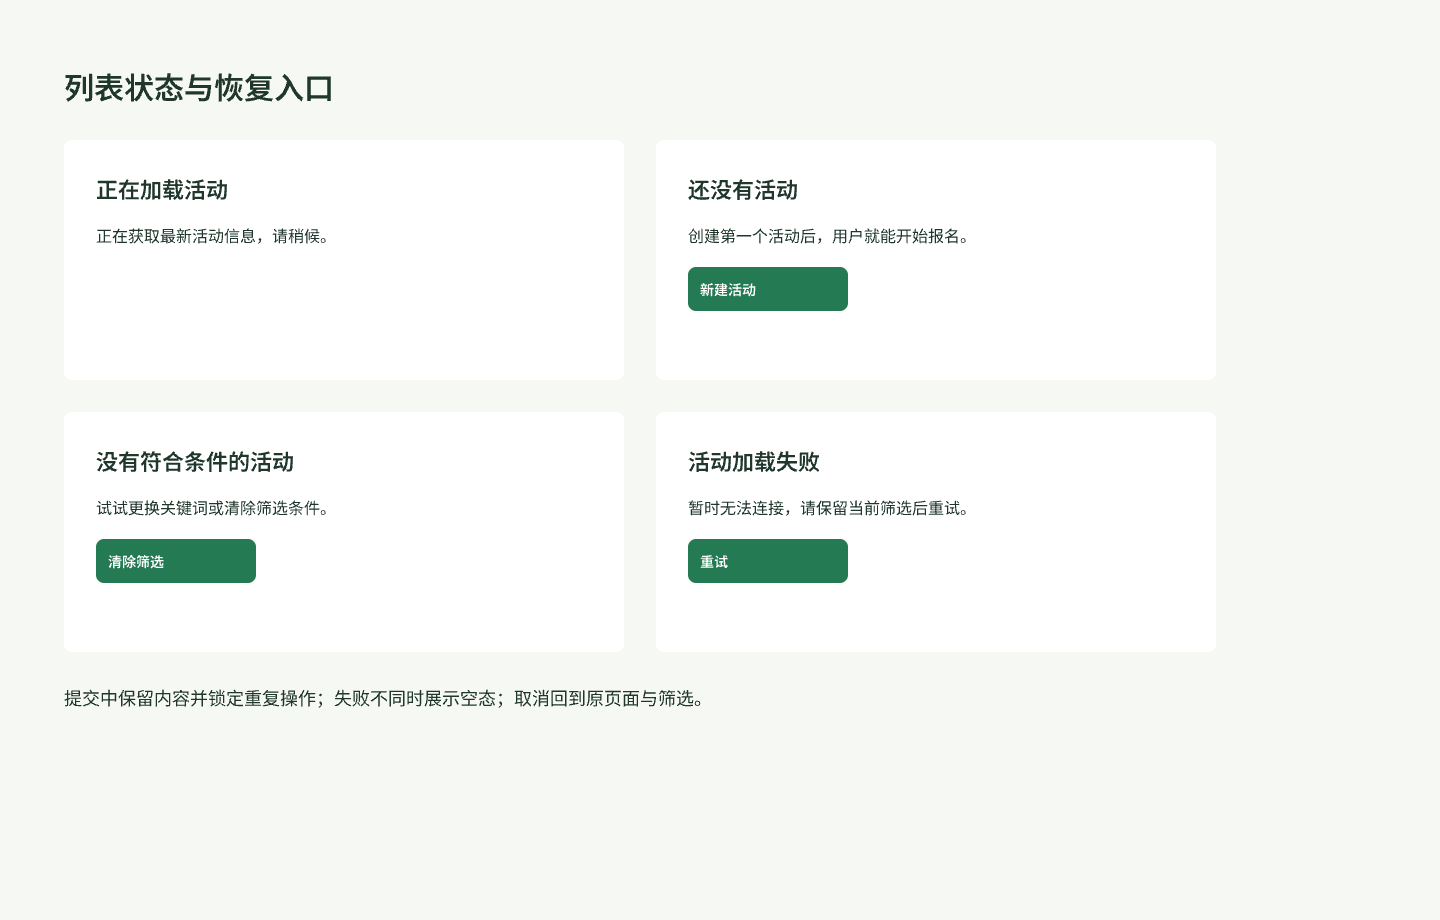 列表状态与恢复入口
正在加载活动
正在获取最新活动信息，请稍候。
还没有活动
创建第一个活动后，用户就能开始报名。
新建活动
没有符合条件的活动
试试更换关键词或清除筛选条件。
清除筛选
活动加载失败
暂时无法连接，请保留当前筛选后重试。
重试
提交中保留内容并锁定重复操作；失败不同时展示空态；取消回到原页面与筛选。